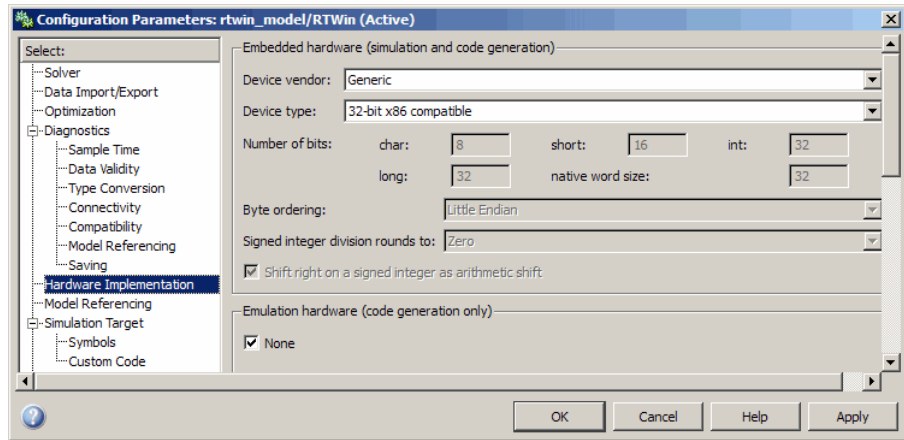 Configuration Parameters: rtwin_model/RTWin (Active)
Select:
Solver
Data Import/Export
Optimization
Diagnostics
Sample Time
Data Validity
Type Conversion
Connectivity
Compatibility
Model Referencing
Saving
Hardware Implementation
Model Referencing
Simulation Target
Symbols
Custom Code
Embedded hardware (simulation and code generation)
Device vendor: Generic
Device type: 32-bit x86 compatible
Number of bits: char: 8 short: 16 int: 32
long: 32 native word size: 32
Byte ordering: Little Endian
Signed integer division rounds to: Zero
Shift right on a signed integer as arithmetic shift
Emulation hardware (code generation only)
None
OK Cancel Help Apply